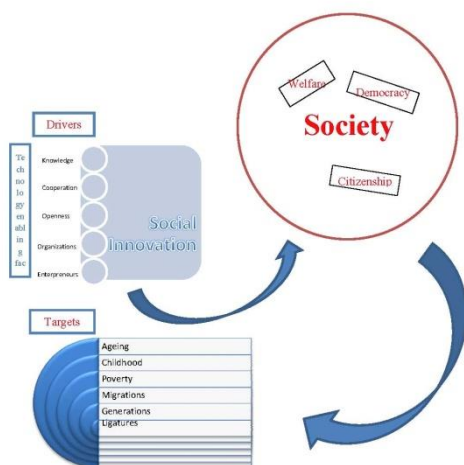 Welfare
Democracy
Society
Citizenship
Drivers
Te
ch
no
lo
gy
en
abl
in
g
fac
Knowledge
Cooperation
Openness
Organizations
Enterpreneurs
Social
Innovation
Targets
Ageing
Childhood
Poverty
Migrations
Generations
Ligatures